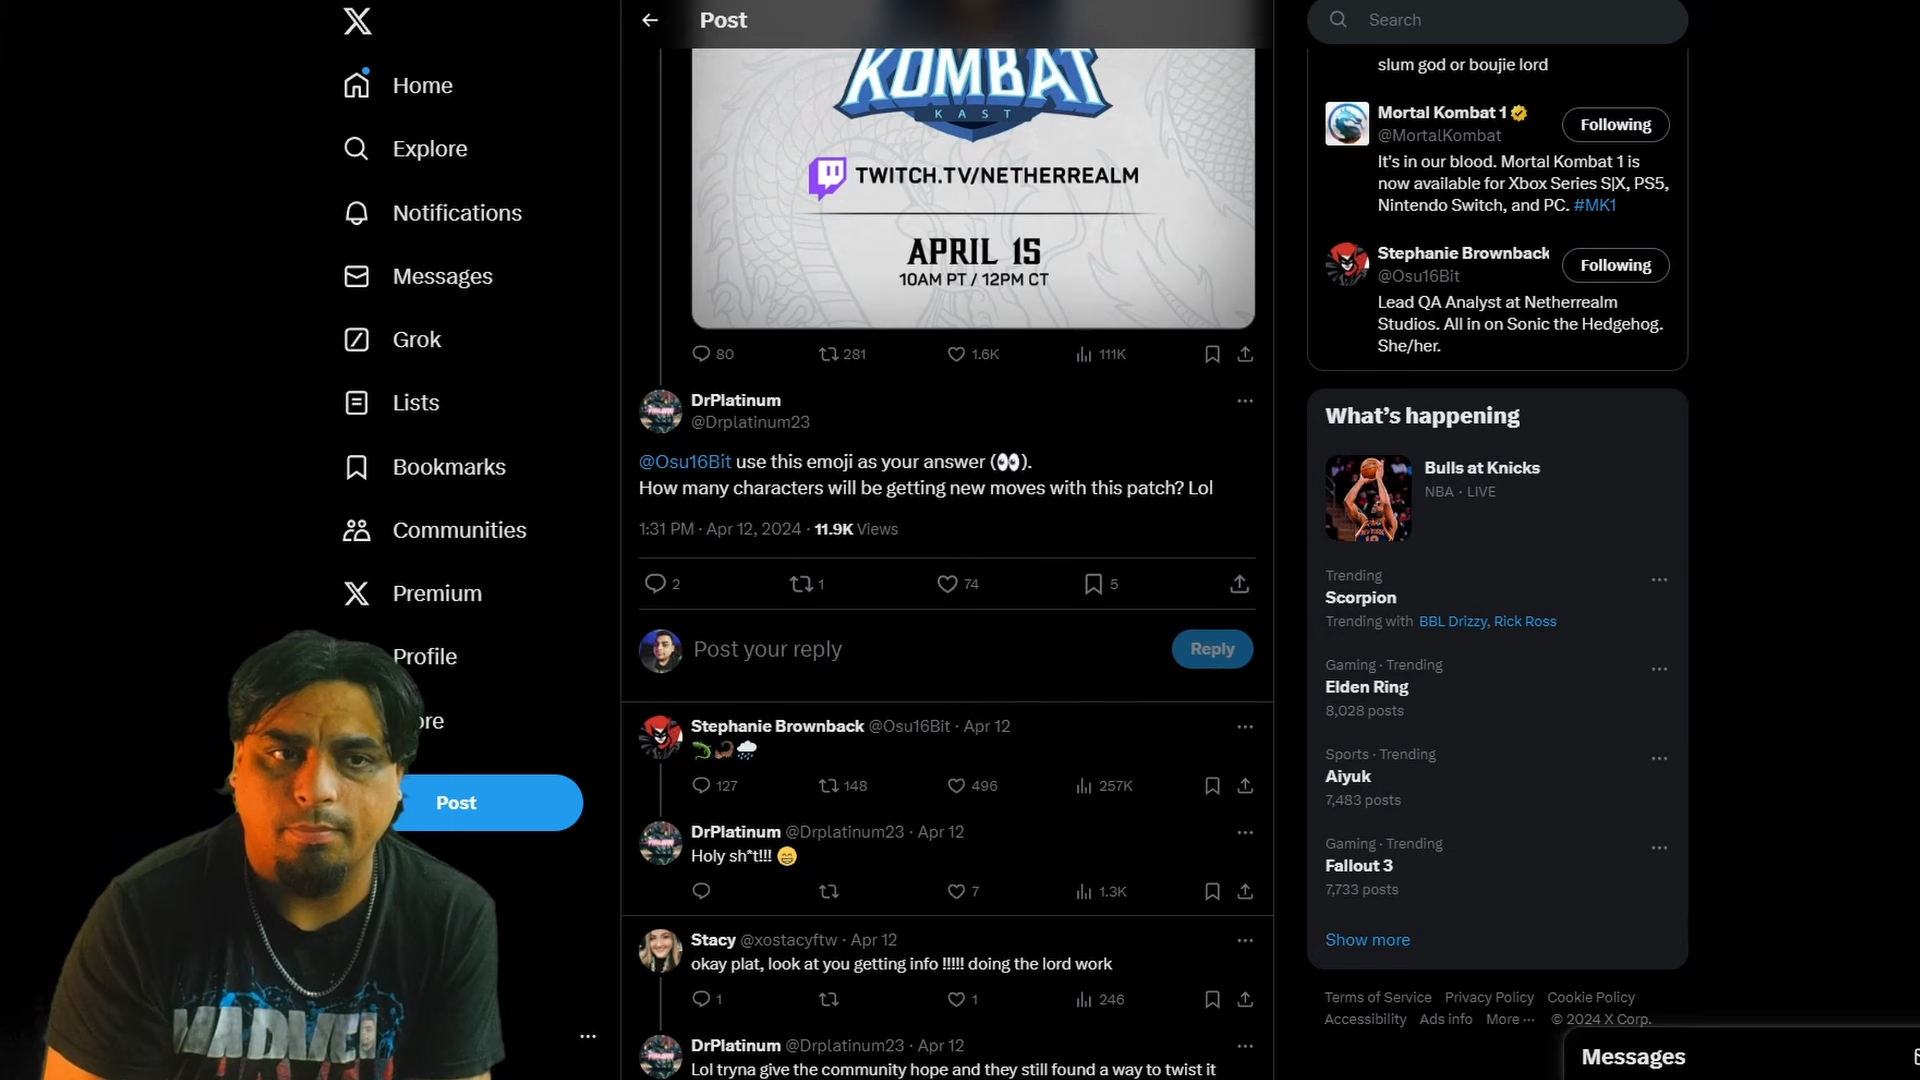 Home
Explore
Notifications
Messages
Grok
Lists
Bookmarks
Communities
Premium
Profile
Post
Post
KOMBAT
KAST
TWITCH.TV/NETHERREALM
APRIL 15
10AM PT / 12PM CT
80 281 1.6K 111K
DrPlatinum
@Drplatinum23
@Osu16Bit use this emoji as your answer (👀).
How many characters will be getting new moves with this patch? Lol
1:31 PM · Apr 12, 2024 · 11.9K Views
2 1 74 5
Post your reply
Reply
Stephanie Brownback @Osu16Bit · Apr 12
🦎🦂🌧️
127 148 496 257K
DrPlatinum @Drplatinum23 · Apr 12
Holy sh*t!!! 😁
7 1.3K
Stacy @xostacyftw · Apr 12
okay plat, look at you getting info !!!!! doing the lord work
1 1 246
DrPlatinum @Drplatinum23 · Apr 12
Lol tryna give the community hope and they still found a way to twist it
Search
slum god or boujie lord
Mortal Kombat 1
@MortalKombat
Following
It's in our blood. Mortal Kombat 1 is
now available for Xbox Series S|X, PS5,
Nintendo Switch, and PC. #MK1
Stephanie Brownback
@Osu16Bit
Following
Lead QA Analyst at Netherrealm
Studios. All in on Sonic the Hedgehog.
She/her.
What's happening
Bulls at Knicks
NBA · LIVE
Trending
Scorpion
Trending with BBL Drizzy, Rick Ross
Gaming · Trending
Elden Ring
8,028 posts
Sports · Trending
Aiyuk
7,483 posts
Gaming · Trending
Fallout 3
7,733 posts
Show more
Terms of Service Privacy Policy Cookie Policy
Accessibility Ads info More ··· © 2024 X Corp.
Messages